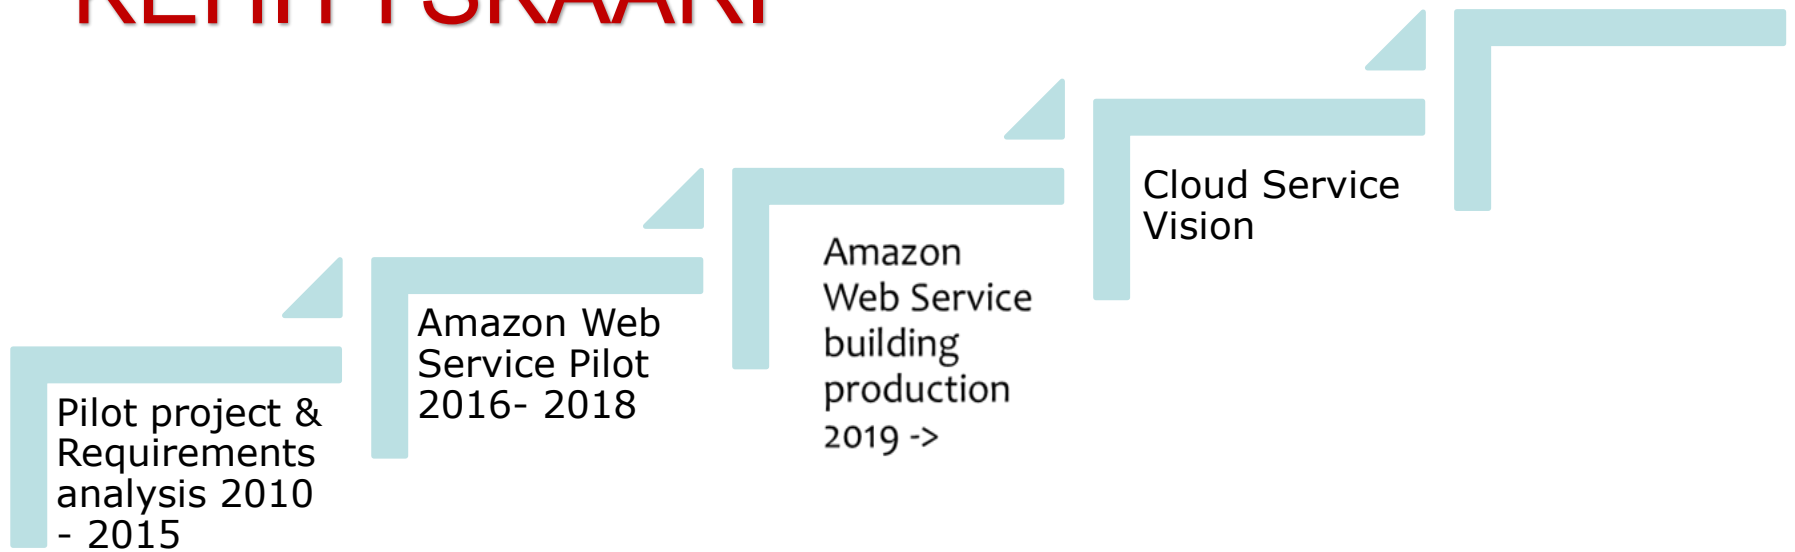 KEHITYSKAARI
Pilot project &
Requirements
analysis 2010
- 2015
Amazon Web
Service Pilot
2016- 2018
Amazon
Web Service
building
production
2019 ->
Cloud Service
Vision